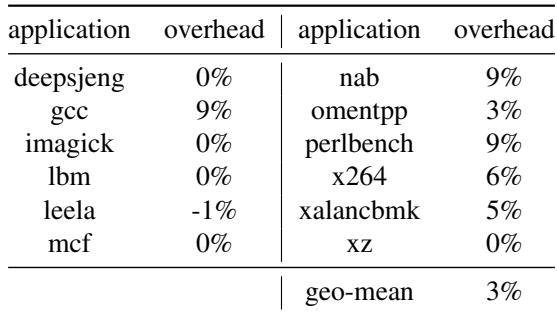 application overhead application overhead
deepsjeng 0% nab 9%
gcc 9% omentpp 3%
imagick 0% perlbench 9%
lbm 0% x264 6%
leela -1% xalancbmk 5%
mcf 0% xz 0%
geo-mean 3%